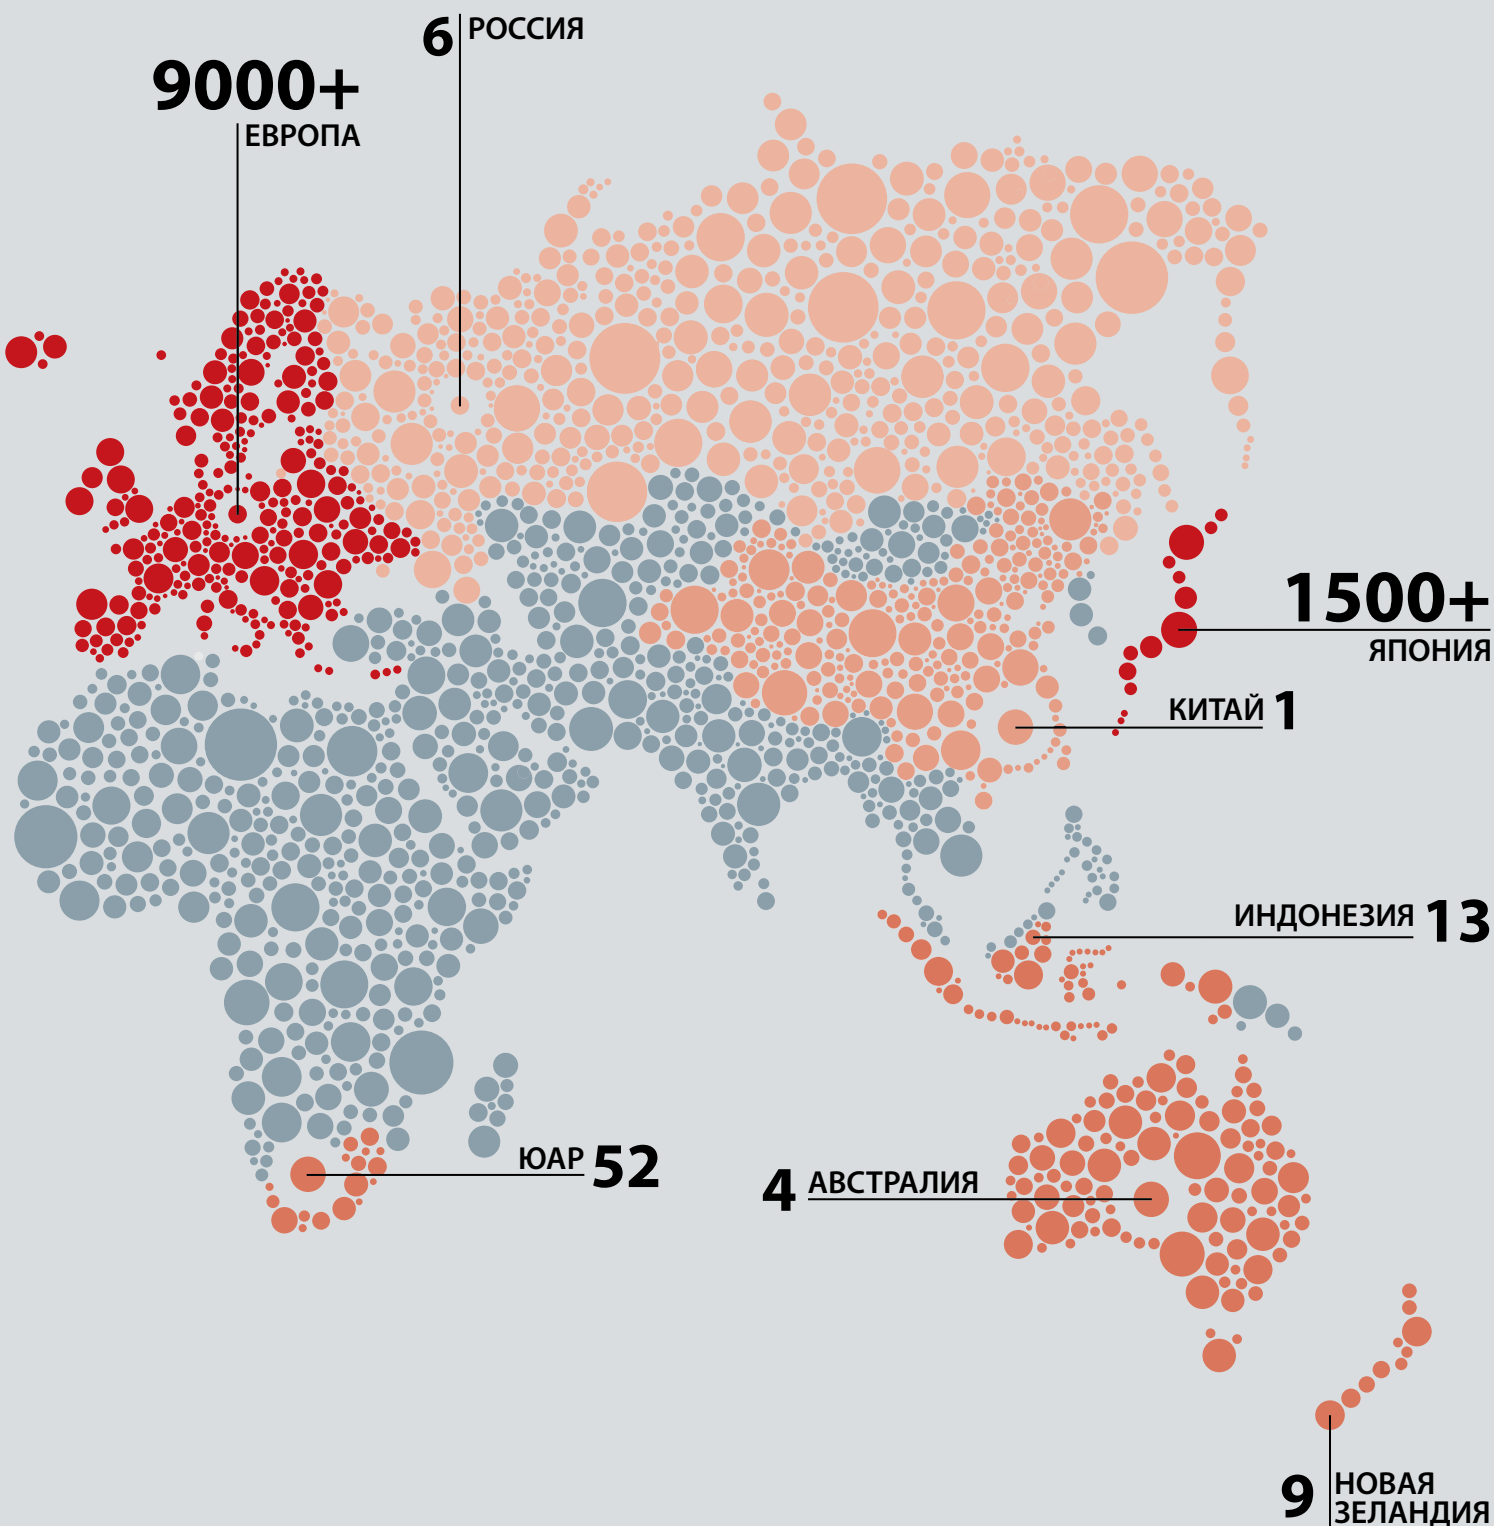 6 РОССИЯ
9000+
ЕВРОПА
1500+
ЯПОНИЯ
КИТАЙ 1
ИНДОНЕЗИЯ 13
ЮАР 52
4 АВСТРАЛИЯ
9 НОВАЯ
ЗЕЛАНДИЯ